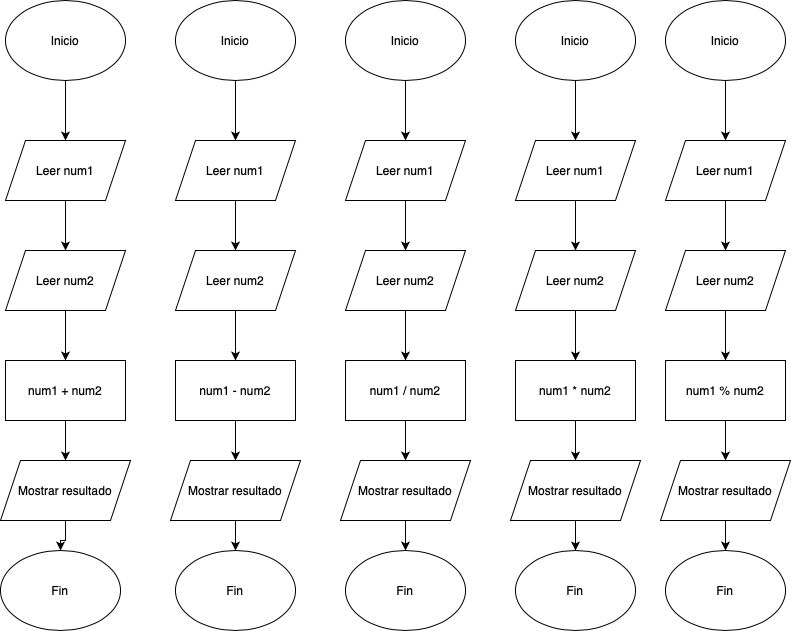 Inicio
Leer num1
Leer num2
num1 + num2
Mostrar resultado
Fin
Inicio
Leer num1
Leer num2
num1 - num2
Mostrar resultado
Fin
Inicio
Leer num1
Leer num2
num1 / num2
Mostrar resultado
Fin
Inicio
Leer num1
Leer num2
num1 * num2
Mostrar resultado
Fin
Inicio
Leer num1
Leer num2
num1 % num2
Mostrar resultado
Fin